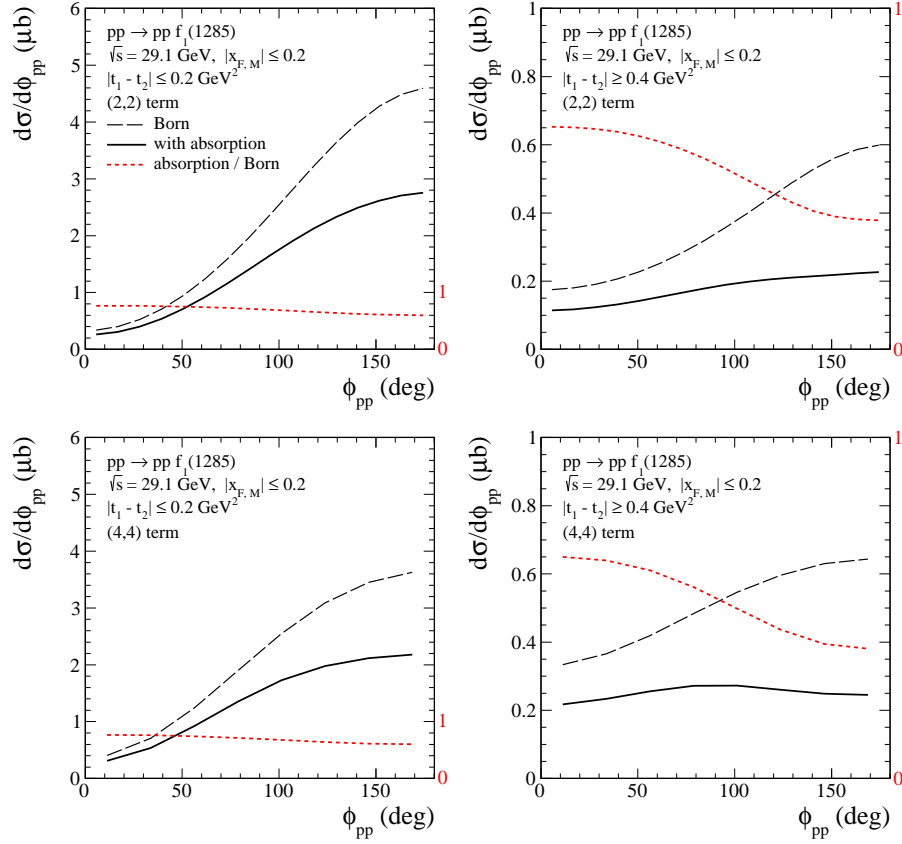 dσ/dφpp (μb)
6
5
4
3
2
1
0
pp → pp f1(1285)
√s = 29.1 GeV, |xF, M| ≤ 0.2
|t1 - t2| ≤ 0.2 GeV²
(2,2) term
Born
with absorption
absorption / Born
1
0
0 50 100 150
φpp (deg)
dσ/dφpp (μb)
1
0.8
0.6
0.4
0.2
0
pp → pp f1(1285)
√s = 29.1 GeV, |xF, M| ≤ 0.2
|t1 - t2| ≥ 0.4 GeV²
(2,2) term
1
0
0 50 100 150
φpp (deg)
dσ/dφpp (μb)
6
5
4
3
2
1
0
pp → pp f1(1285)
√s = 29.1 GeV, |xF, M| ≤ 0.2
|t1 - t2| ≤ 0.2 GeV²
(4,4) term
1
0
0 50 100 150
φpp (deg)
dσ/dφpp (μb)
1
0.8
0.6
0.4
0.2
0
pp → pp f1(1285)
√s = 29.1 GeV, |xF, M| ≤ 0.2
|t1 - t2| ≥ 0.4 GeV²
(4,4) term
1
0
0 50 100 150
φpp (deg)